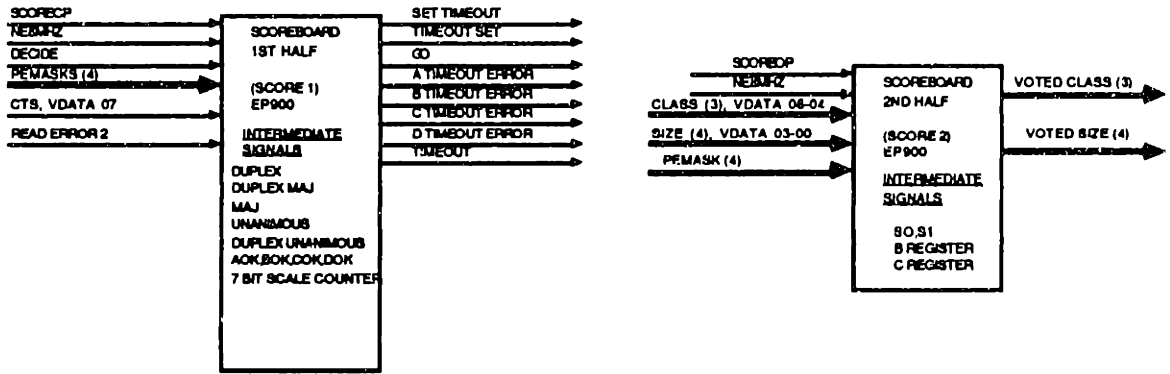 SCORECP
NE8MHZ
DECIDE
PEMASKS (4)
CTS, VDATA 07
READ ERROR 2
SCOREBOARD
1ST HALF
(SCORE 1)
EP900
INTERMEDIATE
SIGNALS
DUPLEX
DUPLEX MAJ
MAJ
UNANIMOUS
DUPLEX UNANIMOUS
AOK,BOK,COK,DOK
7 BIT SCALE COUNTER
SET TIMEOUT
TIMEOUT SET
GO
A TIMEOUT ERROR
B TIMEOUT ERROR
C TIMEOUT ERROR
D TIMEOUT ERROR
TIMEOUT
SCORECP
NE8MHZ
CLASS (3), VDATA 06-04
SIZE (4), VDATA 03-00
PEMASK (4)
SCOREBOARD
2ND HALF
(SCORE 2)
EP900
INTERMEDIATE
SIGNALS
S0,S1
B REGISTER
C REGISTER
VOTED CLASS (3)
VOTED SIZE (4)